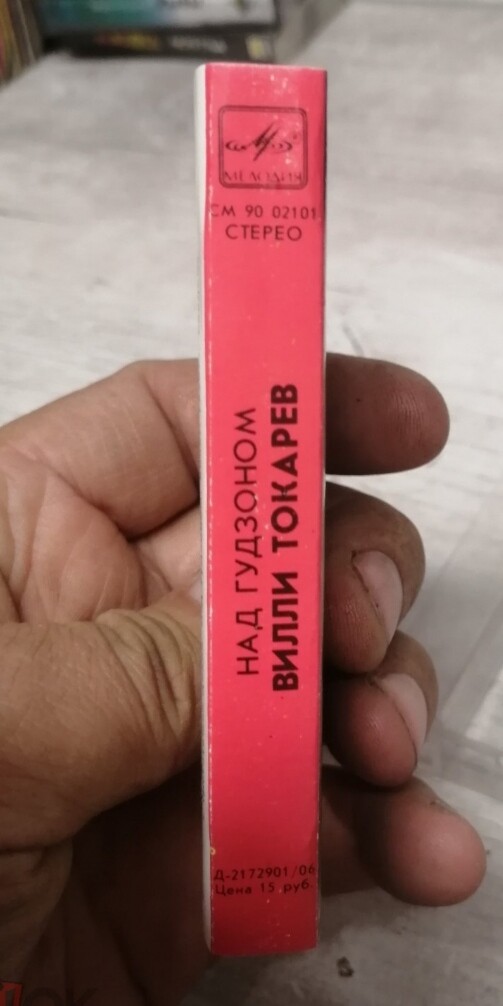 МЕЛОДИЯ
СМ 90 02101
СТЕРЕО
НАД ГУДЗОНОМ
ВИЛЛИ ТОКАРЕВ
Д-2172901/06
Цена 15 руб.